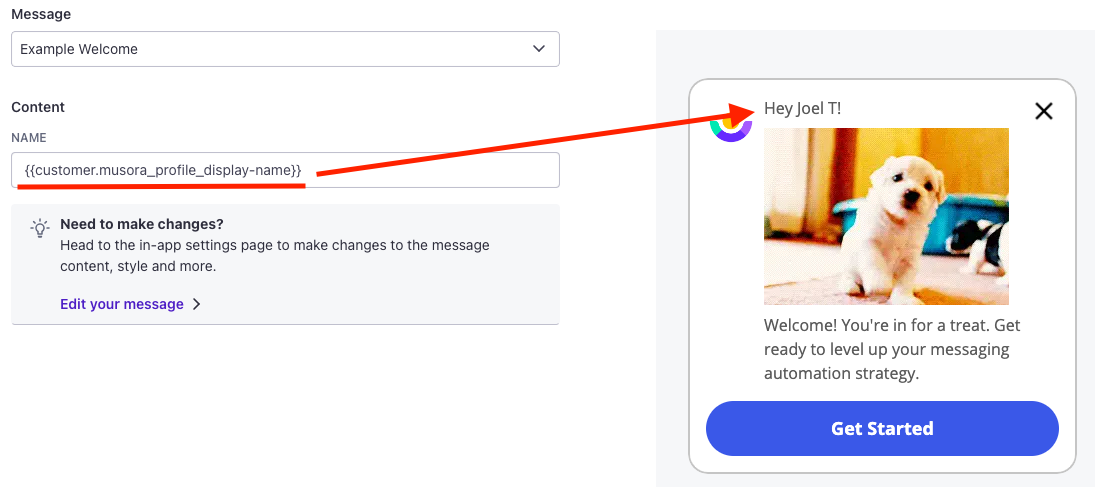 Message
Example Welcome
Content
NAME
{{customer.musora_profile_display-name}}
Need to make changes?
Head to the in-app settings page to make changes to the message
content, style and more.
Edit your message
Hey Joel T!
Welcome! You're in for a treat. Get
ready to level up your messaging
automation strategy.
Get Started